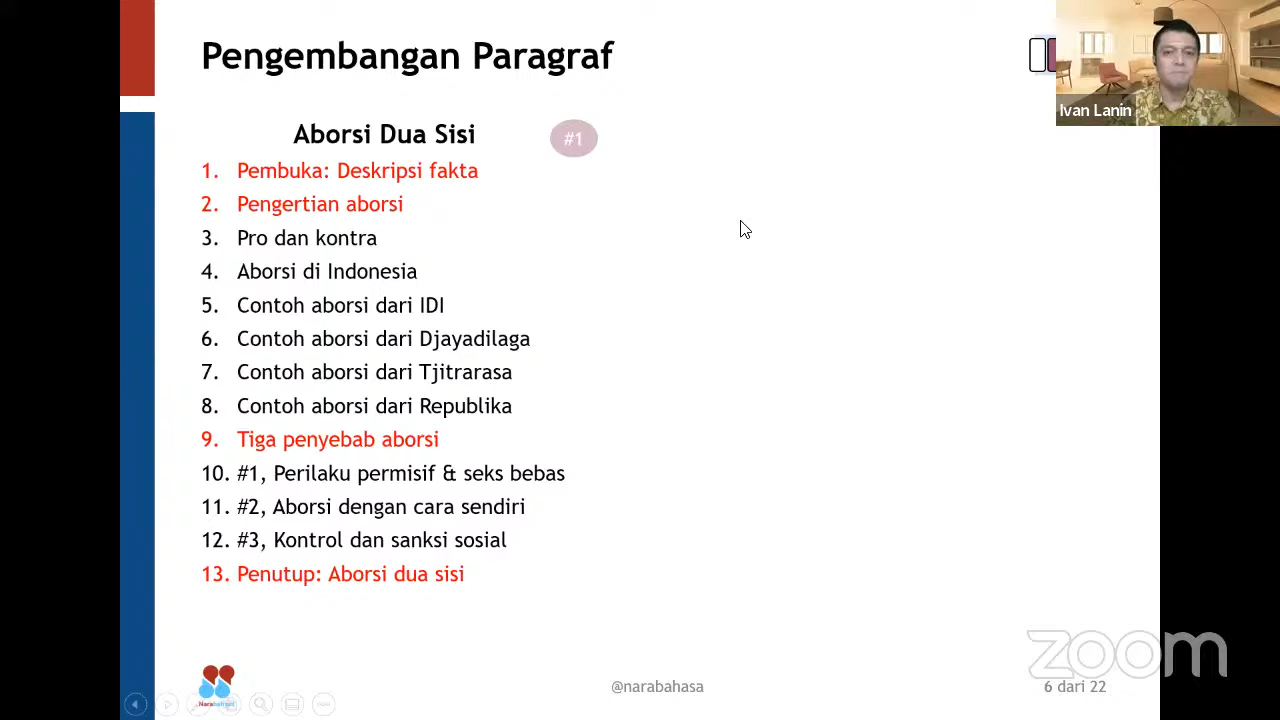 Pengembangan Paragraf
Ivan Lanin
Aborsi Dua Sisi
#1
1. Pembuka: Deskripsi fakta
2. Pengertian aborsi
3. Pro dan kontra
4. Aborsi di Indonesia
5. Contoh aborsi dari IDI
6. Contoh aborsi dari Djayadilaga
7. Contoh aborsi dari Tjitrarasa
8. Contoh aborsi dari Republika
9. Tiga penyebab aborsi
10. #1, Perilaku permisif & seks bebas
11. #2, Aborsi dengan cara sendiri
12. #3, Kontrol dan sanksi sosial
13. Penutup: Aborsi dua sisi
zoom
@narabahasa
6 dari 22